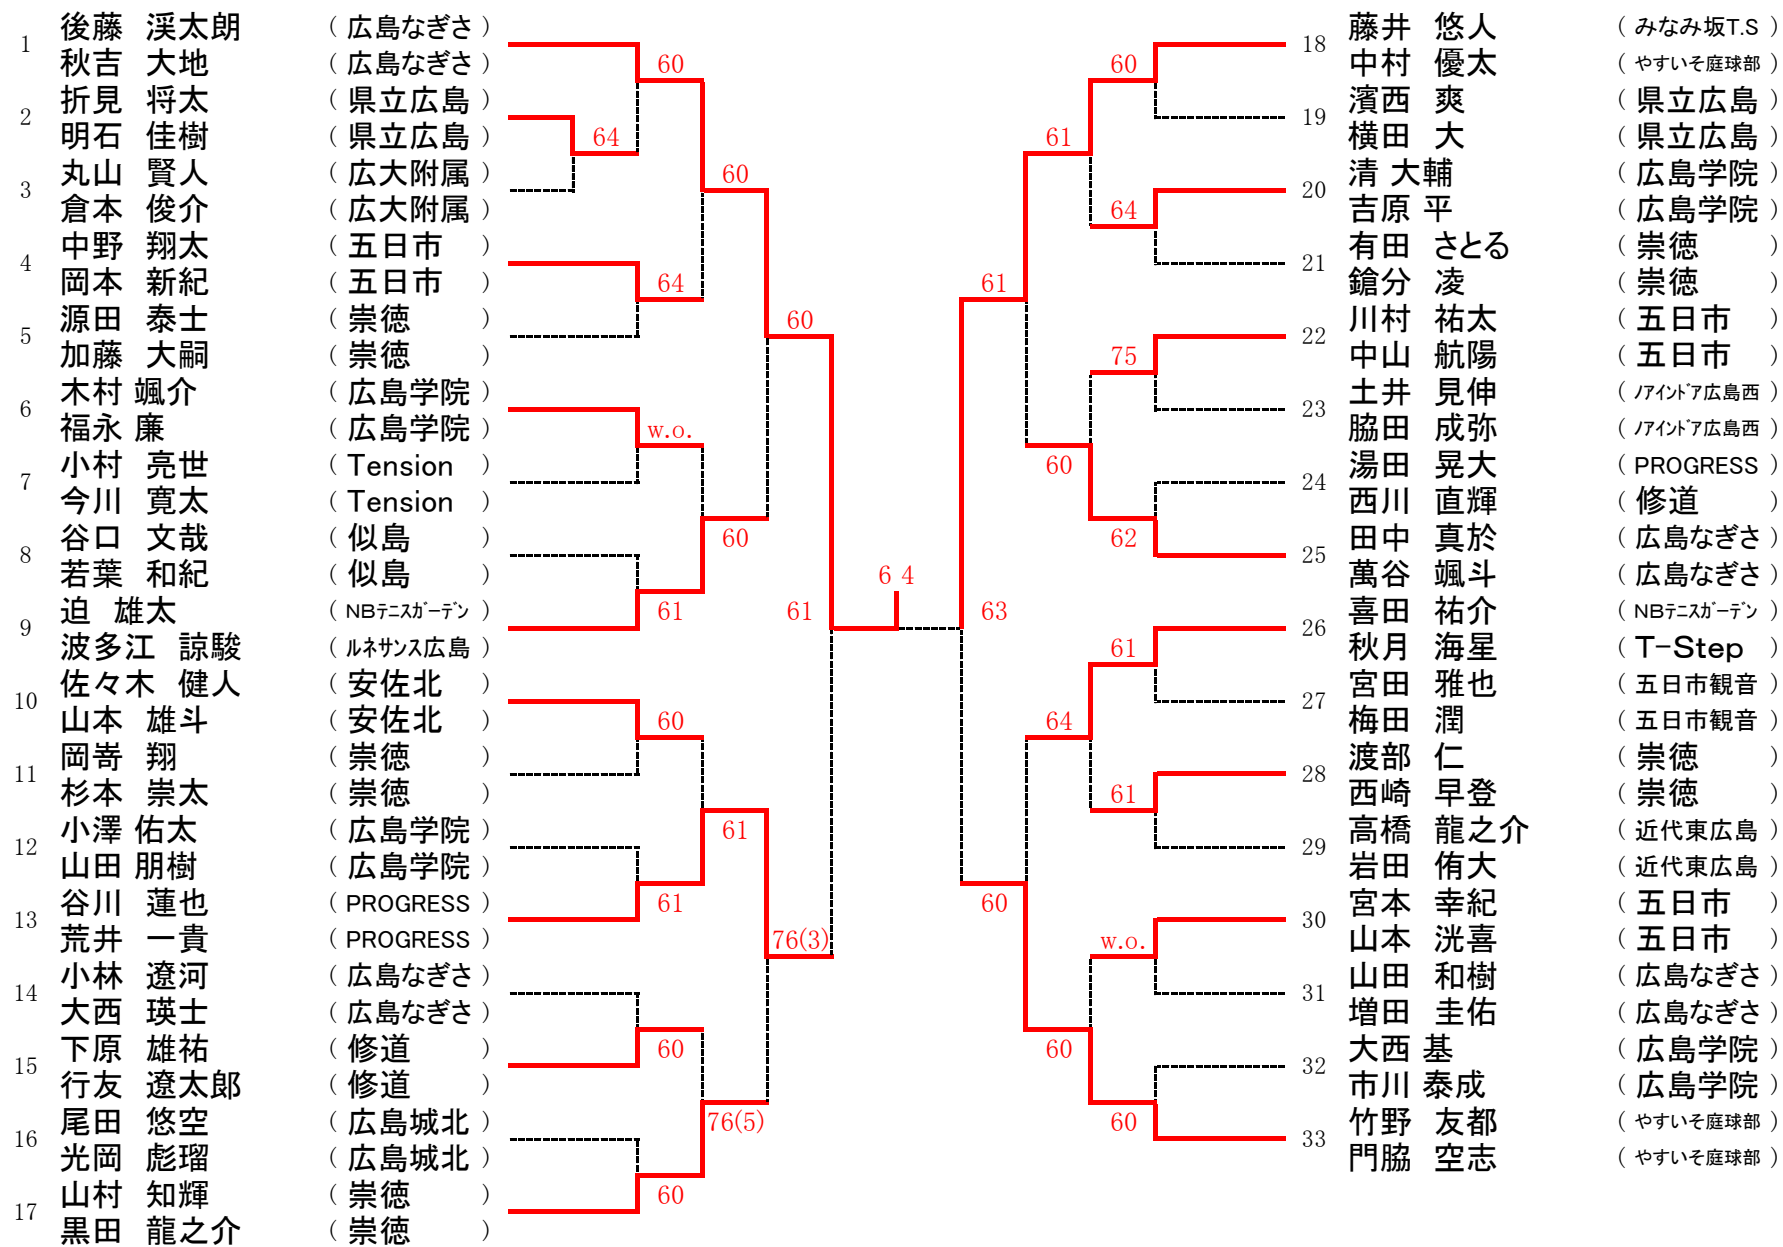 1 後藤 渓太朗 ( 広島なぎさ )
秋吉 大地 ( 広島なぎさ )
2 折見 将太 ( 県立広島 )
明石 佳樹 ( 県立広島 )
3 丸山 賢人 ( 広大附属 )
倉本 俊介 ( 広大附属 )
4 中野 翔太 ( 五日市 )
岡本 新紀 ( 五日市 )
5 源田 泰士 ( 崇徳 )
加藤 大嗣 ( 崇徳 )
6 木村 颯介 ( 広島学院 )
福永 廉 ( 広島学院 )
7 小村 亮世 ( Tension )
今川 寛太 ( Tension )
8 谷口 文哉 ( 似島 )
若葉 和紀 ( 似島 )
9 迫 雄太 ( NBテニスガーデン )
波多江 諒駿 ( ルネサンス広島 )
10 佐々木 健人 ( 安佐北 )
山本 雄斗 ( 安佐北 )
11 岡嵜 翔 ( 崇徳 )
杉本 崇太 ( 崇徳 )
12 小澤 佑太 ( 広島学院 )
山田 朋樹 ( 広島学院 )
13 谷川 蓮也 ( PROGRESS )
荒井 一貴 ( PROGRESS )
14 小林 遼河 ( 広島なぎさ )
大西 瑛士 ( 広島なぎさ )
15 下原 雄祐 ( 修道 )
行友 遼太郎 ( 修道 )
16 尾田 悠空 ( 広島城北 )
光岡 彪瑠 ( 広島城北 )
17 山村 知輝 ( 崇徳 )
黒田 龍之介 ( 崇徳 )
60
64
64
w.o.
61
60
61
60
60
60
60
61
76(5)
60
76(3)
61
6 4
63
61
60
61
60
64
60
60
64
75
62
61
61
w.o.
60
18 藤井 悠人 ( みなみ坂T.S )
中村 優太 ( やすいそ庭球部 )
19 濱西 爽 ( 県立広島 )
横田 大 ( 県立広島 )
20 清 大輔 ( 広島学院 )
吉原 平 ( 広島学院 )
21 有田 さとる ( 崇徳 )
鎗分 凌 ( 崇徳 )
22 川村 祐太 ( 五日市 )
中山 航陽 ( 五日市 )
23 土井 見伸 ( ノアインドア広島西 )
脇田 成弥 ( ノアインドア広島西 )
24 湯田 晃大 ( PROGRESS )
西川 直輝 ( 修道 )
25 田中 真於 ( 広島なぎさ )
萬谷 颯斗 ( 広島なぎさ )
26 喜田 祐介 ( NBテニスガーデン )
秋月 海星 ( T-Step )
27 宮田 雅也 ( 五日市観音 )
梅田 潤 ( 五日市観音 )
28 渡部 仁 ( 崇徳 )
西崎 早登 ( 崇徳 )
29 高橋 龍之介 ( 近代東広島 )
岩田 侑大 ( 近代東広島 )
30 宮本 幸紀 ( 五日市 )
山本 洸喜 ( 五日市 )
31 山田 和樹 ( 広島なぎさ )
増田 圭佑 ( 広島なぎさ )
32 大西 基 ( 広島学院 )
市川 泰成 ( 広島学院 )
33 竹野 友都 ( やすいそ庭球部 )
門脇 空志 ( やすいそ庭球部 )